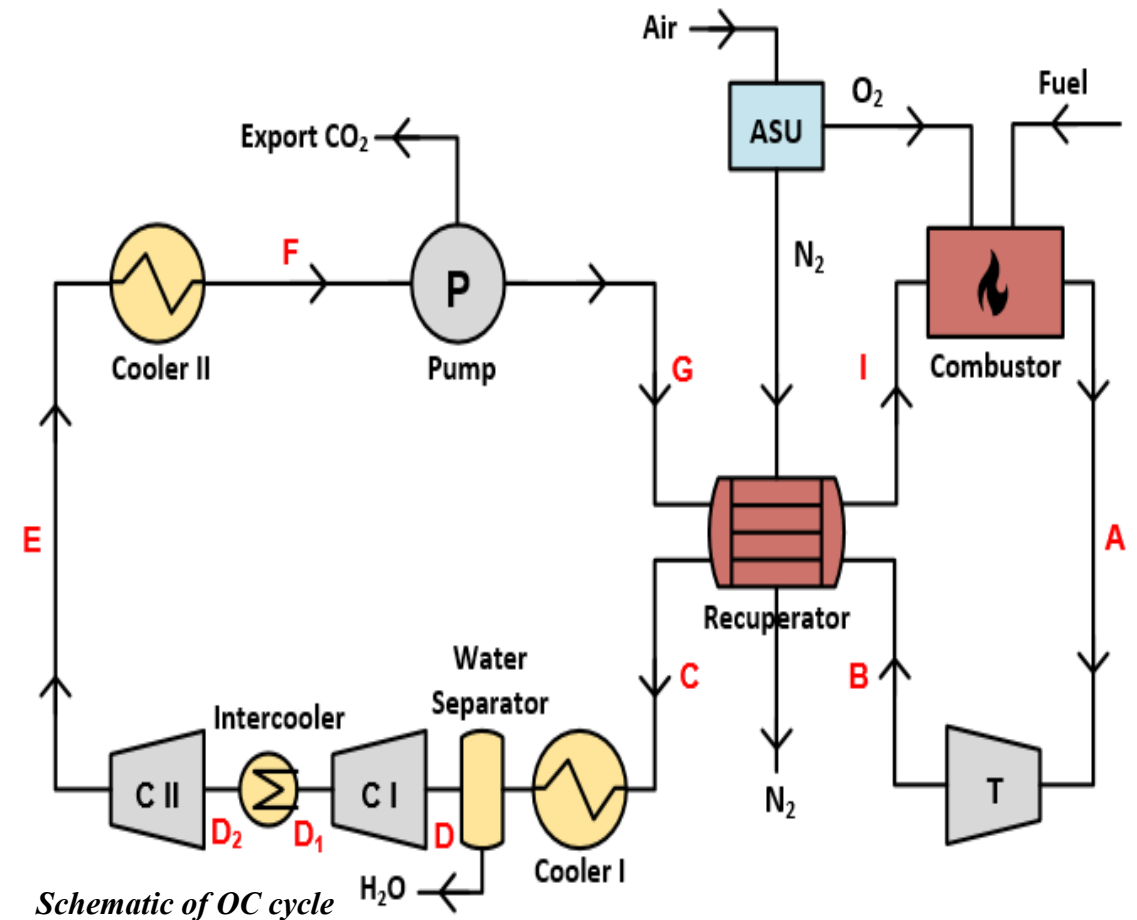 Air
O₂
Fuel
ASU
Export CO₂
N₂
F
P
Cooler II
Pump
G
I
Combustor
E
A
Recuperator
Water
Separator
C
B
Intercooler
C II
C I
T
D₂
D₁
D
N₂
Cooler I
H₂O
Schematic of OC cycle